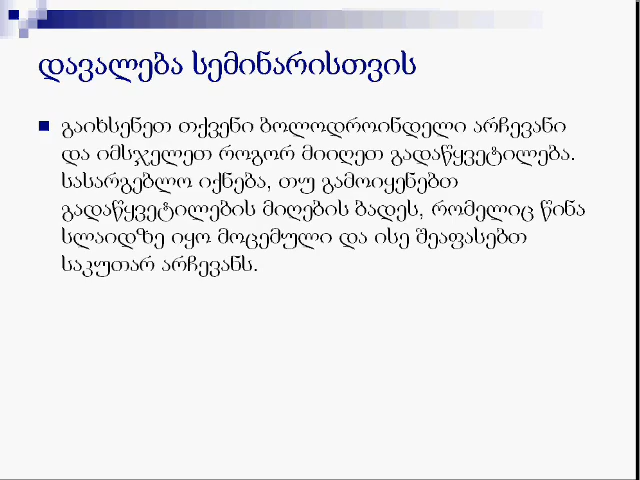 დავალება სემინარისთვის
გაიხსენეთ თქვენი ბოლოდროინდელი არჩევანი
და იმსჯელეთ როგორ მიიღეთ გადაწყვეტილება.
სასარგებლო იქნება, თუ გამოიყენებთ
გადაწყვეტილების მიღების ბადეს, რომელიც წინა
სლაიდზე იყო მოცემული და ისე შეაფასებთ
საკუთარ არჩევანს.